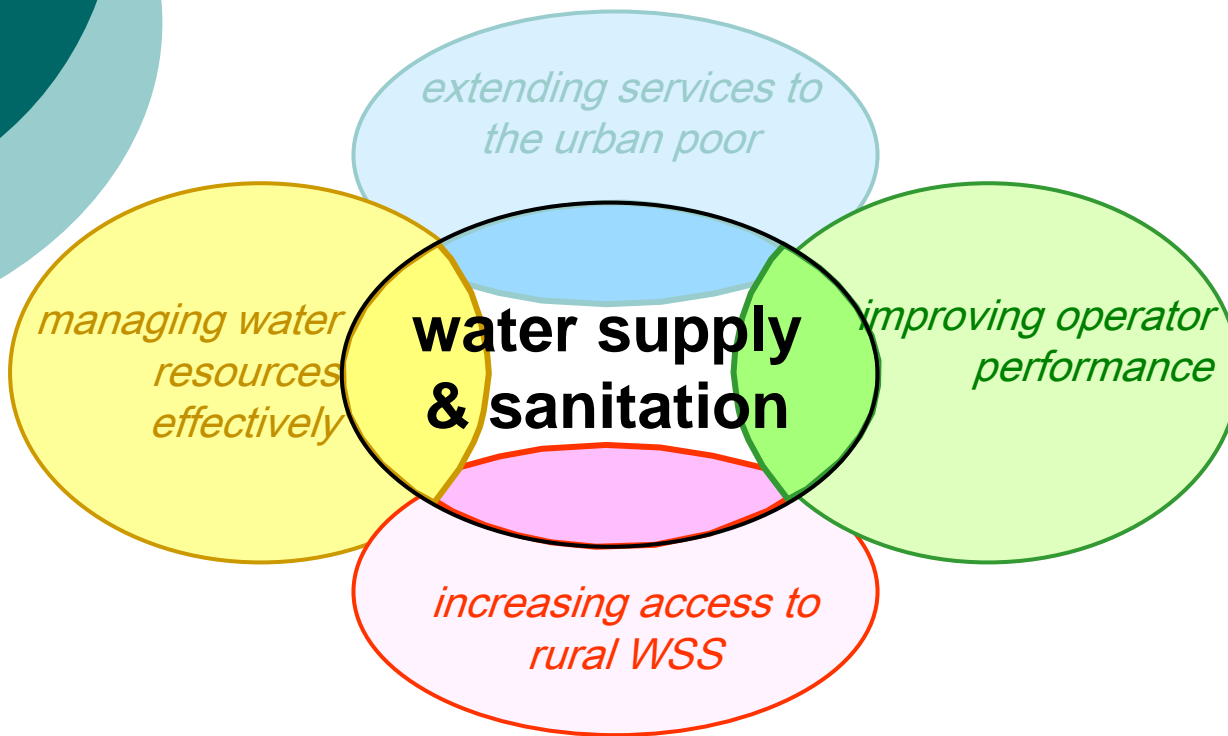 extending services to
the urban poor
managing water
resources
effectively
water supply
& sanitation
improving operator
performance
increasing access to
rural WSS